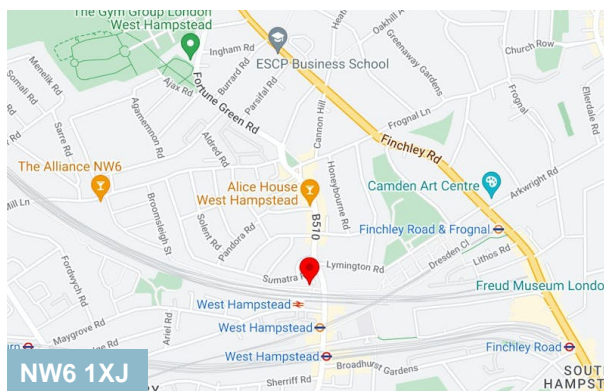 The Gym Group London
West Hampstead
Ingham Rd
Burrard Rd
Parsifal Rd
Ajax Rd
Fortune Green Rd
ESCP Business School
Oakhill A
Greenaway Gardens
Church Row
Frognal
Ellerdale Rd
Heat
Menelik Rd
Somali Rd
Sarre Rd
Agamemnon Rd
Aldred Rd
Cannon Hill
Frognal Ln
Finchley Rd
The Alliance NW6
Mill Ln
Alice House
West Hampstead
Honeybourne Rd
Camden Art Centre
Arkwright Rd
Broomsleigh St
Solent Rd
Pandora Rd
B510
Finchley Road & Frognal
Fordwych Rd
Sumatra R
Lymington Rd
Dresden Cl
Lithos Rd
Freud Museum Londo
West Hampstead
Maygrove Rd
Ariel Rd
West Hampstead
West Hampstead
Broadhurst Gardens
Finchley Road
Sherriff Rd
SOUT
HAMPST
NW6 1XJ